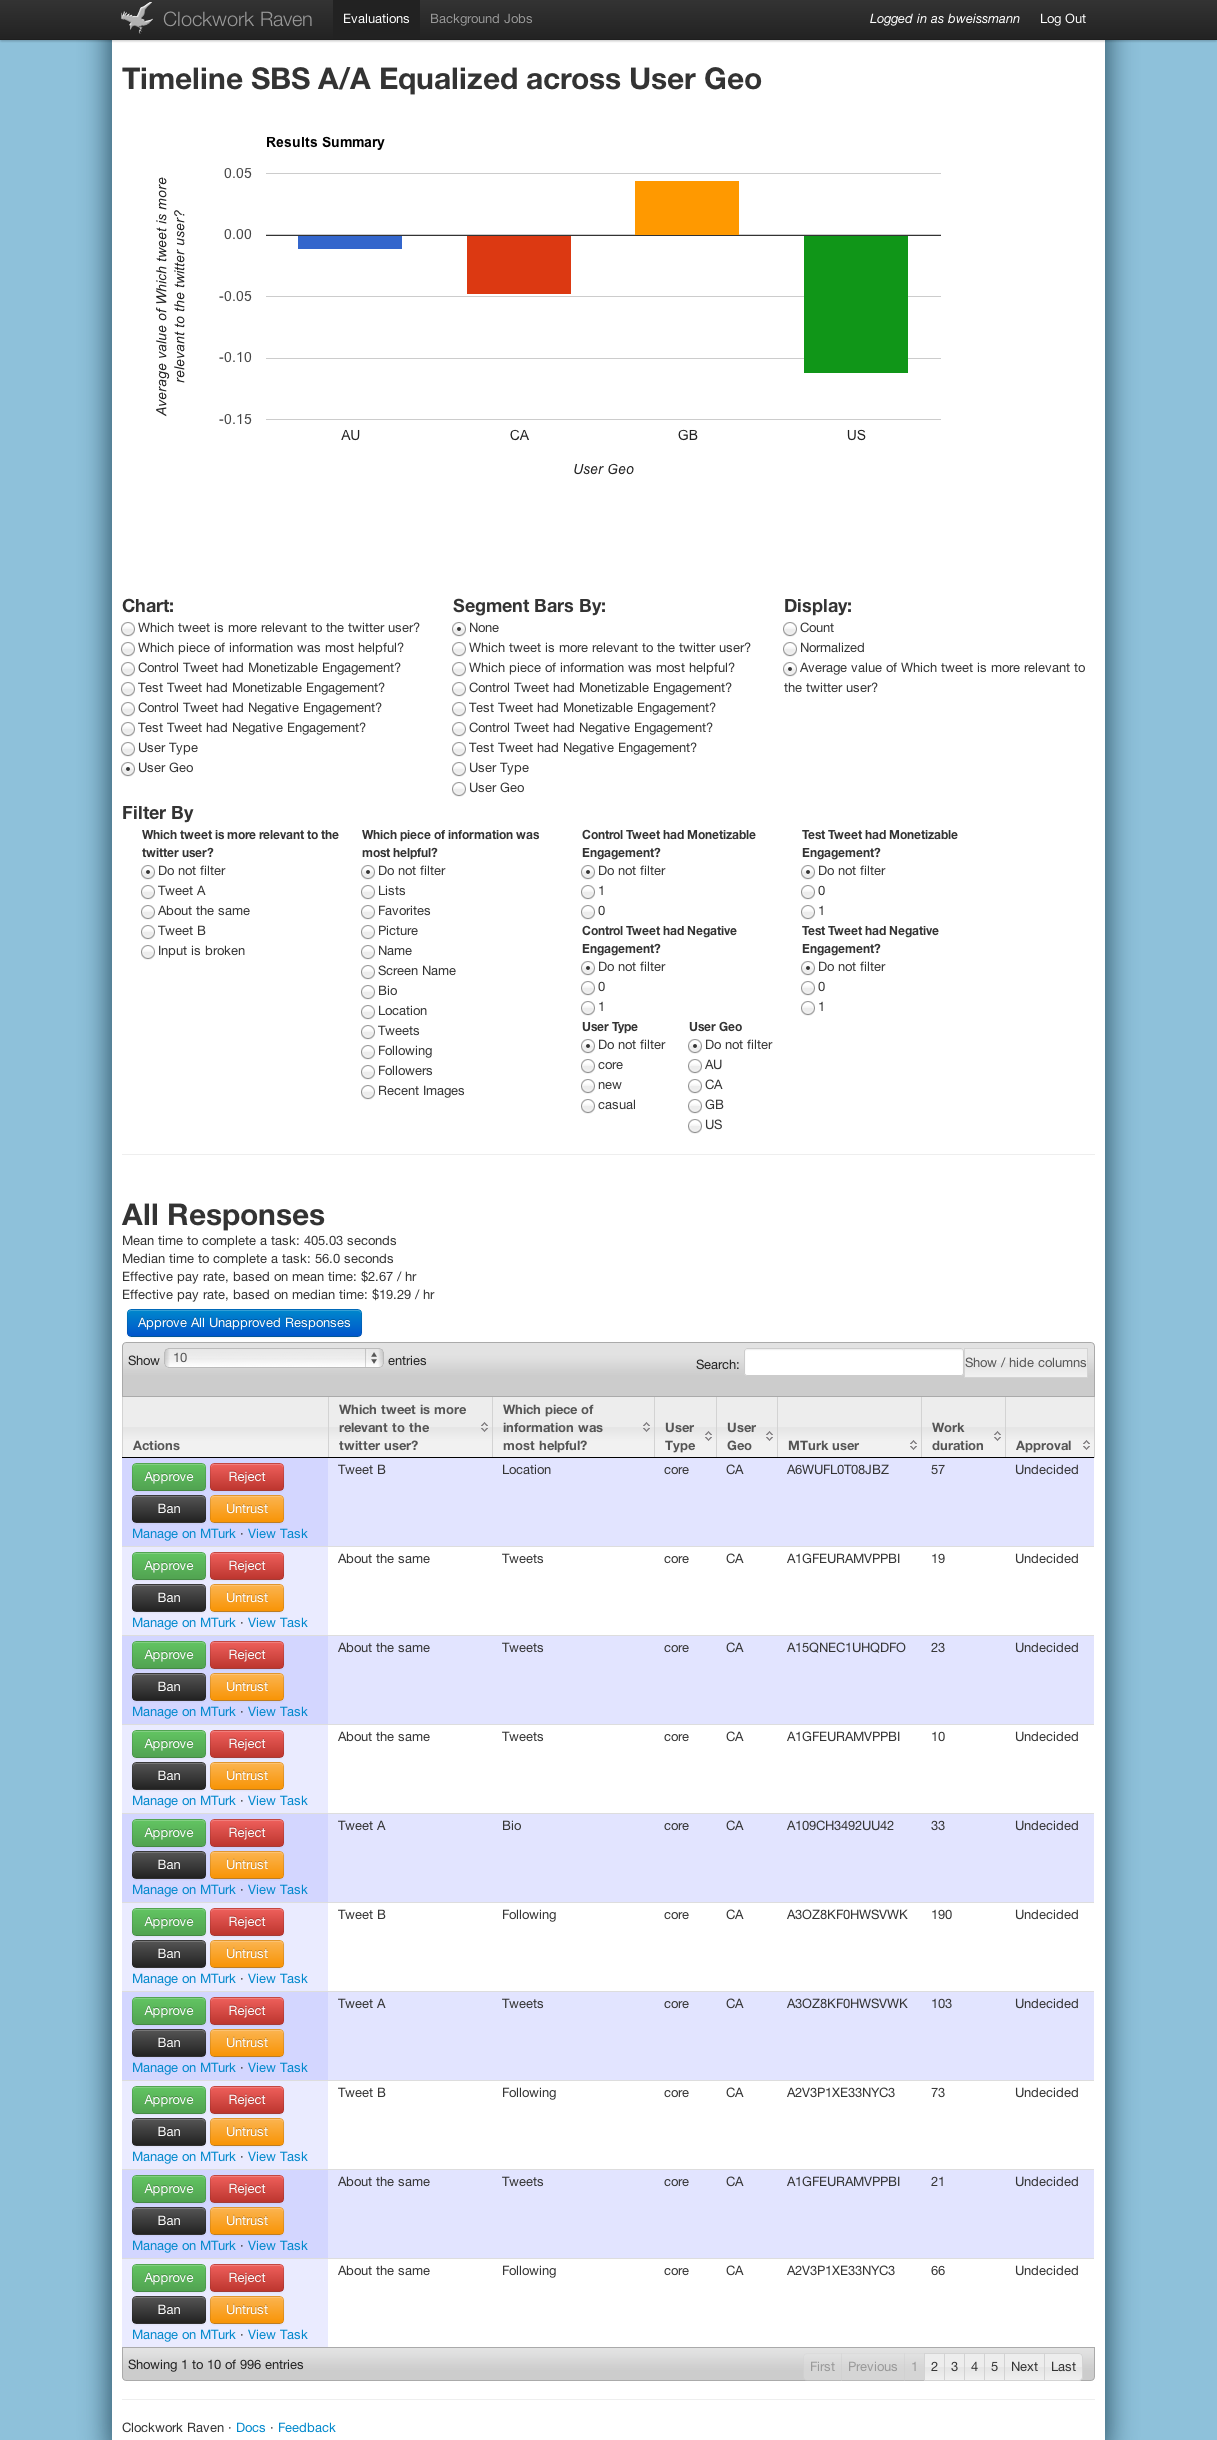 Clockwork Raven Evaluations Background Jobs Logged in as bweissmann Log Out
Timeline SBS A/A Equalized across User Geo
Results Summary
Average value of Which tweet is more
relevant to the twitter user?
0.05
0.00
-0.05
-0.10
-0.15
AU CA GB US
User Geo
Chart:
Which tweet is more relevant to the twitter user?
Which piece of information was most helpful?
Control Tweet had Monetizable Engagement?
Test Tweet had Monetizable Engagement?
Control Tweet had Negative Engagement?
Test Tweet had Negative Engagement?
User Type
User Geo
Segment Bars By:
None
Which tweet is more relevant to the twitter user?
Which piece of information was most helpful?
Control Tweet had Monetizable Engagement?
Test Tweet had Monetizable Engagement?
Control Tweet had Negative Engagement?
Test Tweet had Negative Engagement?
User Type
User Geo
Display:
Count
Normalized
Average value of Which tweet is more relevant to
the twitter user?
Filter By
Which tweet is more relevant to the
twitter user?
Do not filter
Tweet A
About the same
Tweet B
Input is broken
Which piece of information was
most helpful?
Do not filter
Lists
Favorites
Picture
Name
Screen Name
Bio
Location
Tweets
Following
Followers
Recent Images
Control Tweet had Monetizable
Engagement?
Do not filter
1
0
Test Tweet had Monetizable
Engagement?
Do not filter
0
1
Control Tweet had Negative
Engagement?
Do not filter
0
1
Test Tweet had Negative
Engagement?
Do not filter
0
1
User Type
Do not filter
core
new
casual
User Geo
Do not filter
AU
CA
GB
US
All Responses
Mean time to complete a task: 405.03 seconds
Median time to complete a task: 56.0 seconds
Effective pay rate, based on mean time: $2.67 / hr
Effective pay rate, based on median time: $19.29 / hr
Approve All Unapproved Responses
Show 10 entries Search: Show / hide columns
Actions
Which tweet is more
relevant to the
twitter user?
Which piece of
information was
most helpful?
User
Type
User
Geo
MTurk user
Work
duration
Approval
Approve Reject Tweet B Location core CA A6WUFL0T08JBZ 57 Undecided
Ban Untrust
Manage on MTurk · View Task
Approve Reject About the same Tweets core CA A1GFEURAMVPPBI 19 Undecided
Ban Untrust
Manage on MTurk · View Task
Approve Reject About the same Tweets core CA A15QNEC1UHQDFO 23 Undecided
Ban Untrust
Manage on MTurk · View Task
Approve Reject About the same Tweets core CA A1GFEURAMVPPBI 10 Undecided
Ban Untrust
Manage on MTurk · View Task
Approve Reject Tweet A Bio core CA A109CH3492UU42 33 Undecided
Ban Untrust
Manage on MTurk · View Task
Approve Reject Tweet B Following core CA A3OZ8KF0HWSVWK 190 Undecided
Ban Untrust
Manage on MTurk · View Task
Approve Reject Tweet A Tweets core CA A3OZ8KF0HWSVWK 103 Undecided
Ban Untrust
Manage on MTurk · View Task
Approve Reject Tweet B Following core CA A2V3P1XE33NYC3 73 Undecided
Ban Untrust
Manage on MTurk · View Task
Approve Reject About the same Tweets core CA A1GFEURAMVPPBI 21 Undecided
Ban Untrust
Manage on MTurk · View Task
Approve Reject About the same Following core CA A2V3P1XE33NYC3 66 Undecided
Ban Untrust
Manage on MTurk · View Task
Showing 1 to 10 of 996 entries First Previous 1 2 3 4 5 Next Last
Clockwork Raven · Docs · Feedback